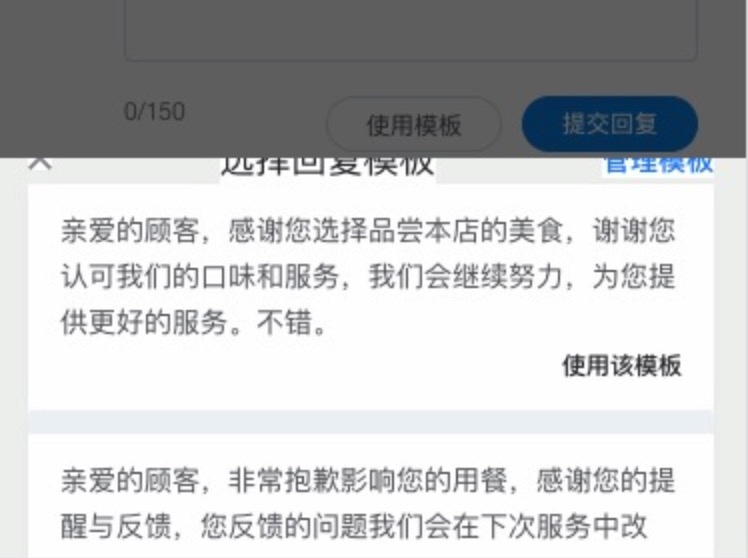 0/150
使用模板
提交回复
选择回复模板
管理模板
亲爱的顾客，感谢您选择品尝本店的美食，谢谢您
认可我们的口味和服务，我们会继续努力，为您提
供更好的服务。不错。
使用该模板
亲爱的顾客，非常抱歉影响您的用餐，感谢您的提
醒与反馈，您反馈的问题我们会在下次服务中改